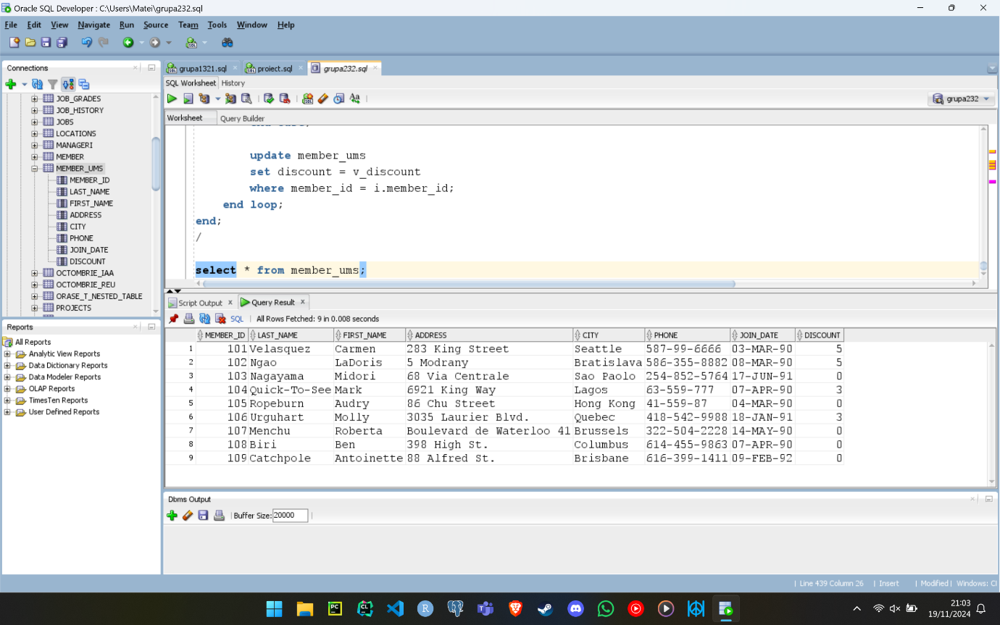 Oracle SQL Developer : C:\Users\Matei\grupa232.sql
File Edit View Navigate Run Source Team Tools Window Help
Connections
JOB_GRADES
JOB_HISTORY
JOBS
LOCATIONS
MANAGERI
MEMBER
MEMBER_UMS
MEMBER_ID
LAST_NAME
FIRST_NAME
ADDRESS
CITY
PHONE
JOIN_DATE
DISCOUNT
OCTOMBRIE_IAA
OCTOMBRIE_REU
ORASE_T_NESTED_TABLE
PROJECTS
Reports
All Reports
Analytic View Reports
Data Dictionary Reports
Data Modeler Reports
OLAP Reports
TimesTen Reports
User Defined Reports
grupa1321.sql proiect.sql grupa232.sql
SQL Worksheet History
grupa232
Worksheet Query Builder
update member_ums
set discount = v_discount
where member_id = i.member_id;
end loop;
end;
/
select * from member_ums;
Script Output Query Result
SQL | All Rows Fetched: 9 in 0.008 seconds
MEMBER_ID LAST_NAME FIRST_NAME ADDRESS CITY PHONE JOIN_DATE DISCOUNT
1 101 Velasquez Carmen 283 King Street Seattle 587-99-6666 03-MAR-90 5
2 102 Ngao LaDoris 5 Modrany Bratislava 586-355-8882 08-MAR-90 5
3 103 Nagayama Midori 68 Via Centrale Sao Paolo 254-852-5764 17-JUN-91 0
4 104 Quick-To-See Mark 6921 King Way Lagos 63-559-777 07-APR-90 3
5 105 Ropeburn Audry 86 Chu Street Hong Kong 41-559-87 04-MAR-90 0
6 106 Urguhart Molly 3035 Laurier Blvd. Quebec 418-542-9988 18-JAN-91 3
7 107 Menchu Roberta Boulevard de Waterloo 41 Brussels 322-504-2228 14-MAY-90 0
8 108 Biri Ben 398 High St. Columbus 614-455-9863 07-APR-90 0
9 109 Catchpole Antoinette 88 Alfred St. Brisbane 616-399-1411 09-FEB-92 0
Dbms Output
Buffer Size: 20000
Line 439 Column 26 | Insert | Modified | Windows: Cl
21:03
19/11/2024